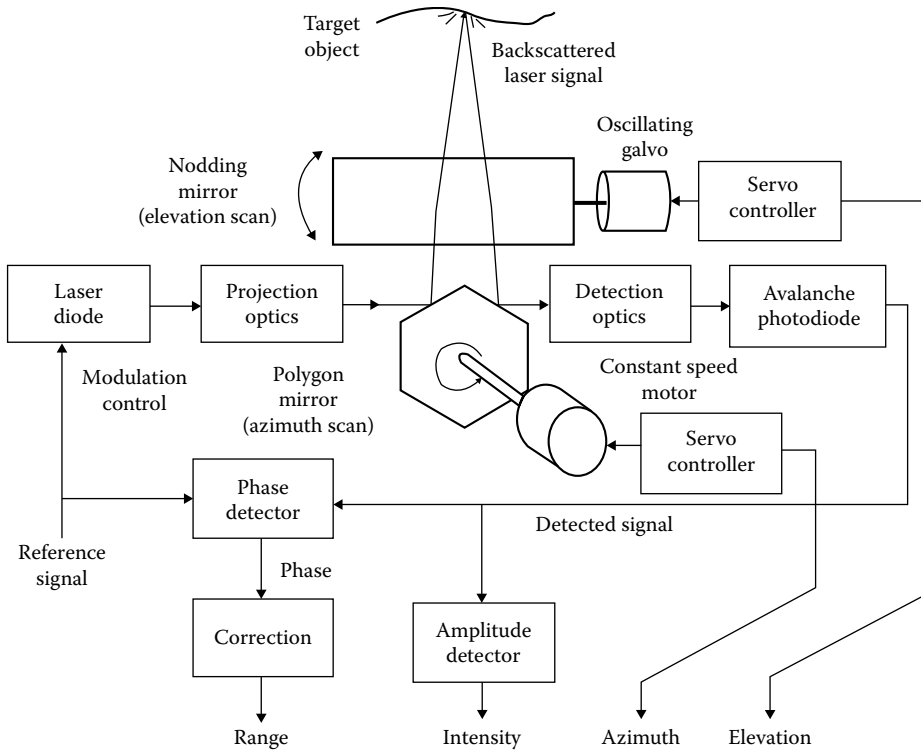 Target
object
Backscattered
laser signal
Oscillating
galvo
Nodding
mirror
(elevation scan)
Servo
controller
Laser
diode
Projection
optics
Detection
optics
Avalanche
photodiode
Modulation
control
Polygon
mirror
(azimuth scan)
Constant speed
motor
Servo
controller
Phase
detector
Detected signal
Reference
signal
Phase
Correction
Amplitude
detector
Range
Intensity
Azimuth
Elevation